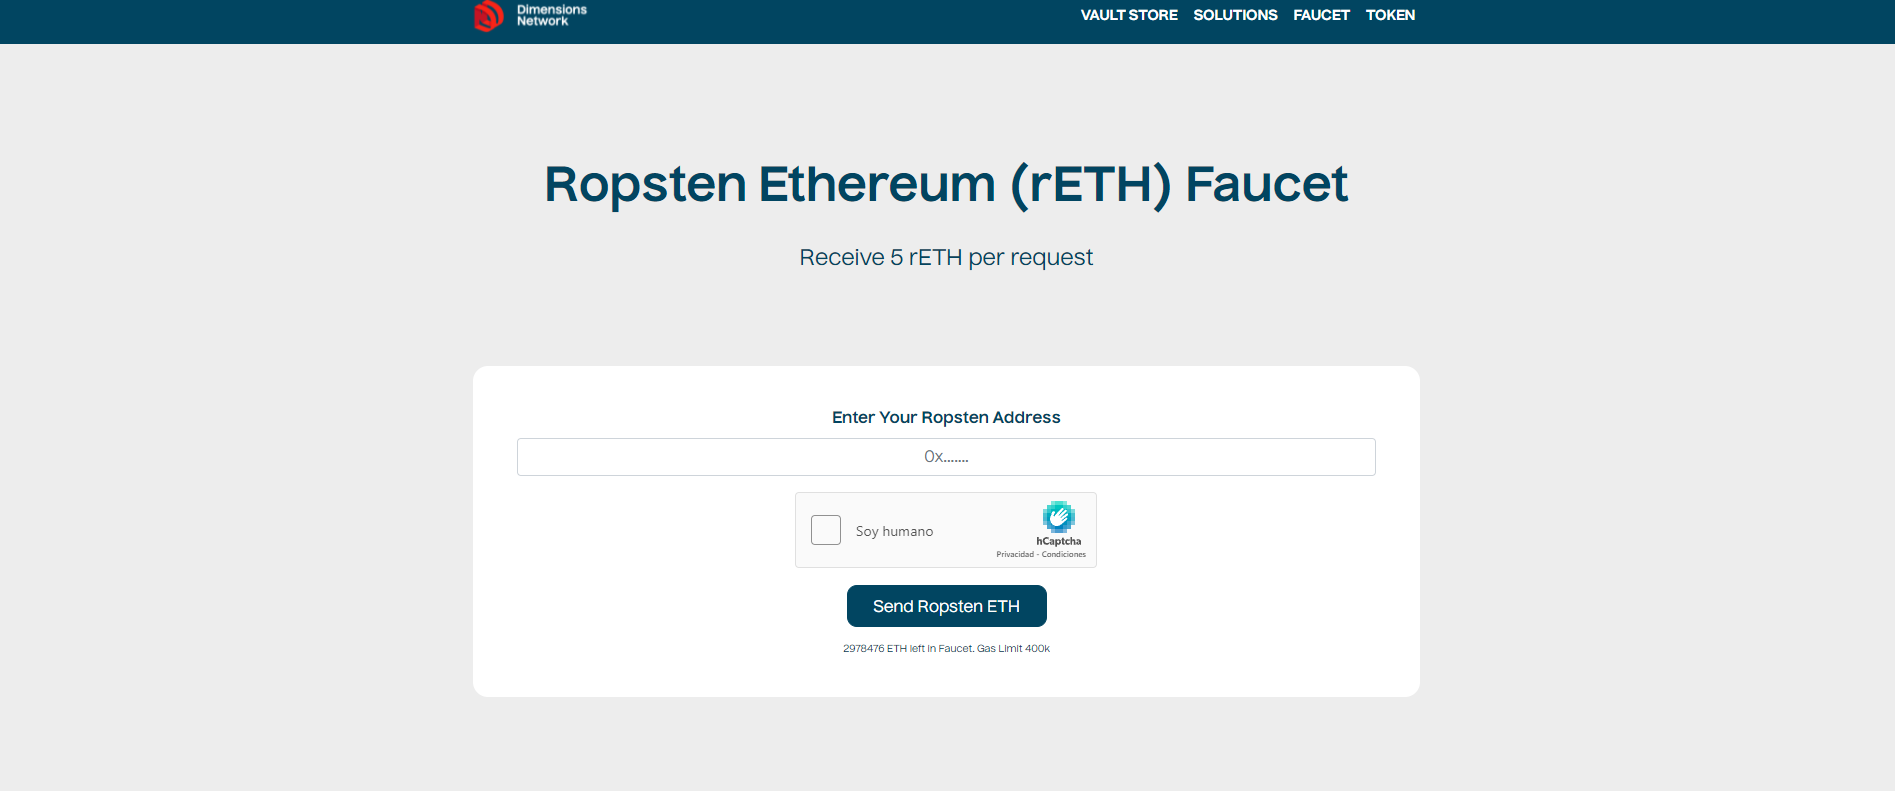 Dimensions
Network
VAULT STORE SOLUTIONS FAUCET TOKEN
Ropsten Ethereum (rETH) Faucet
Receive 5 rETH per request
Enter Your Ropsten Address
0x.......
Soy humano
hCaptcha
Privacidad - Condiciones
Send Ropsten ETH
2978476 ETH left in Faucet. Gas Limit 400k